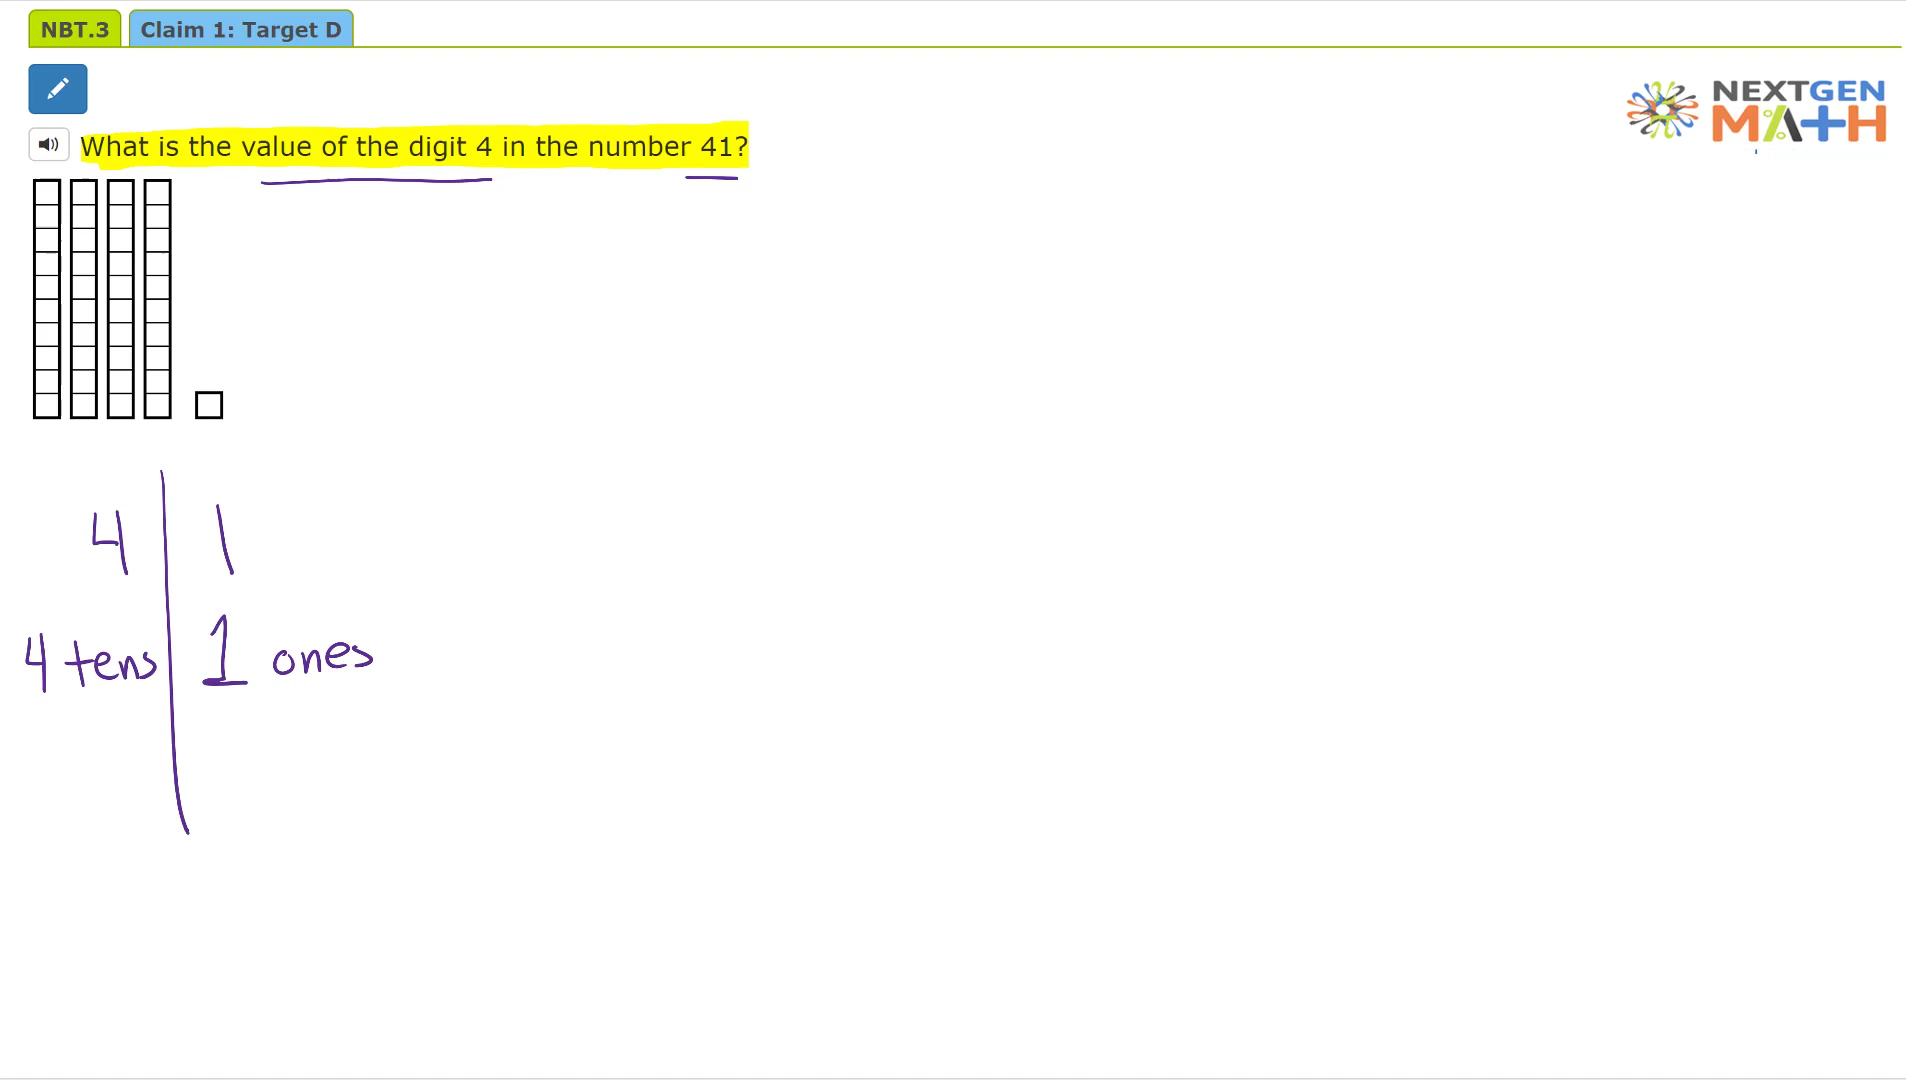 NBT.3 Claim 1: Target D
NEXTGEN
MATH
What is the value of the digit 4 in the number 41?
4 1
4 tens 1 ones